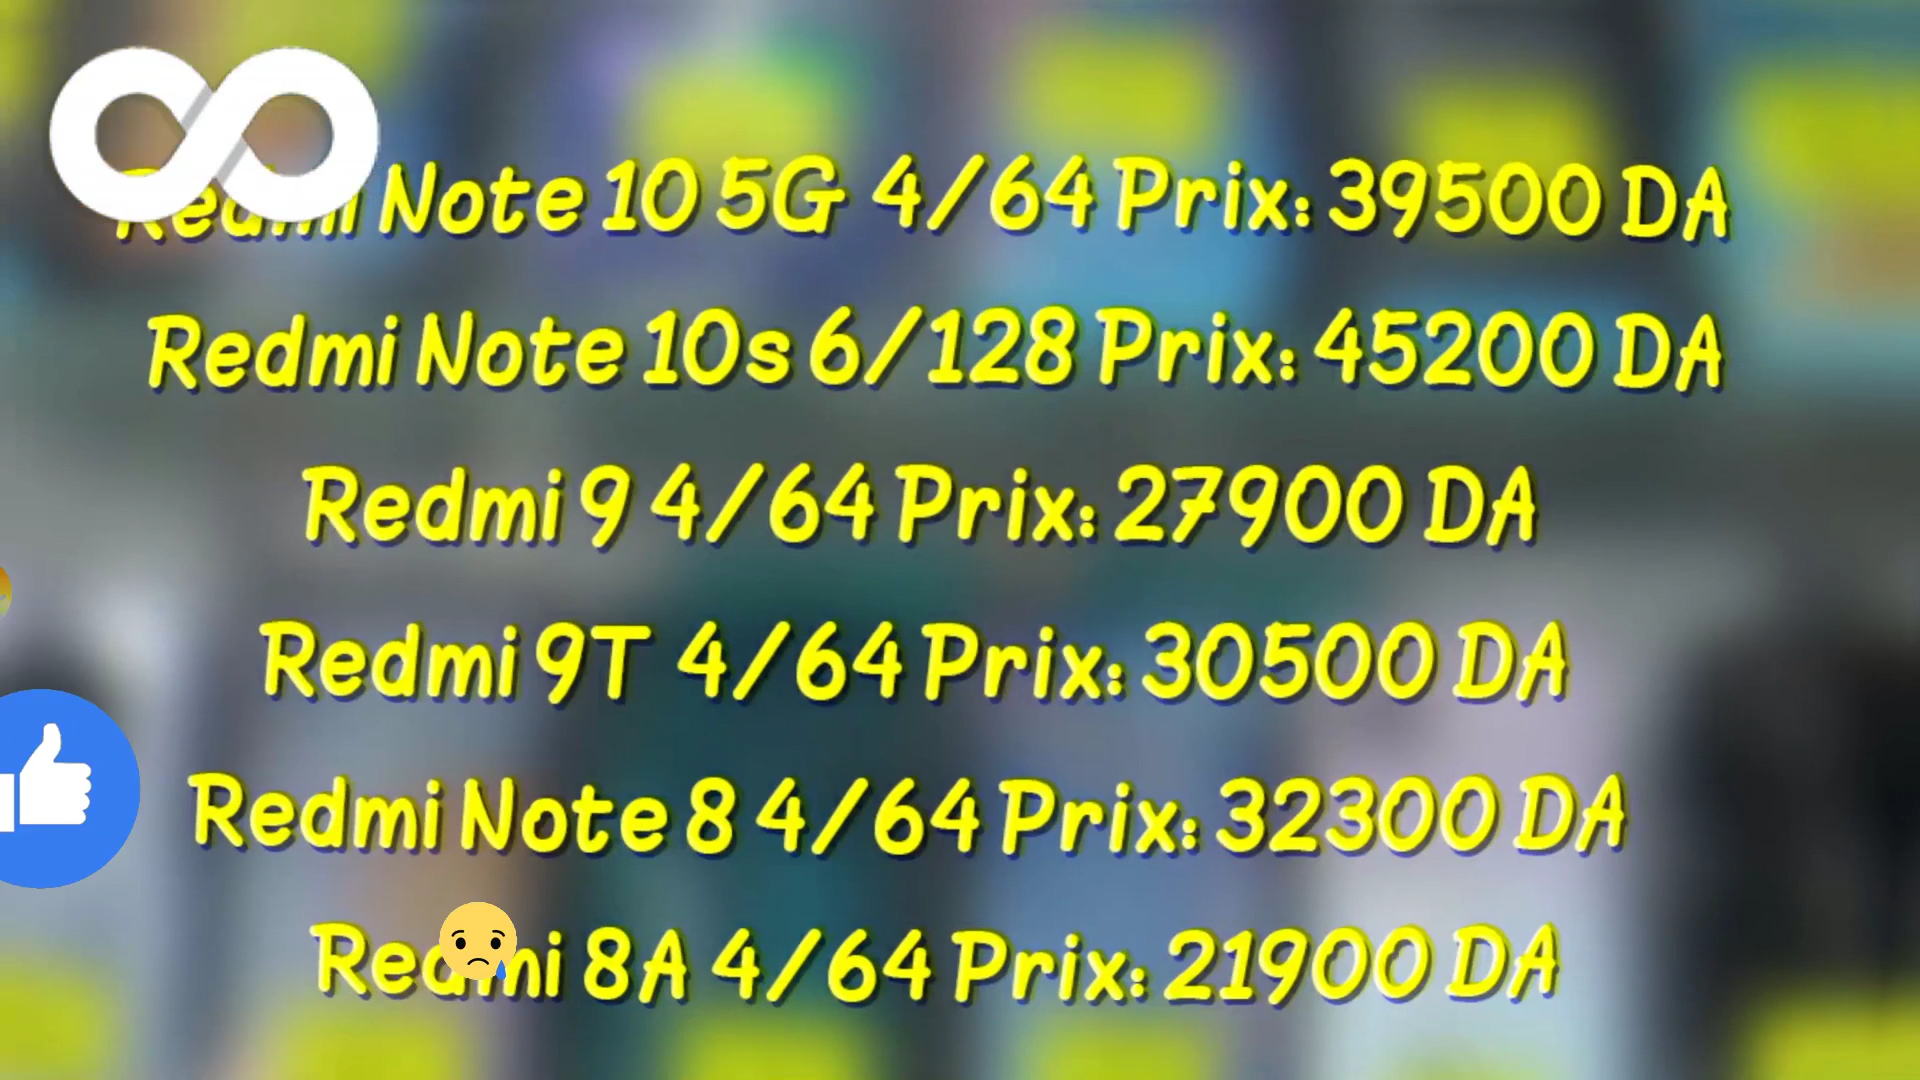 Redmi Note 10 5G 4/64 Prix: 39500 DA
Redmi Note 10s 6/128 Prix: 45200 DA
Redmi 9 4/64 Prix: 27900 DA
Redmi 9T 4/64 Prix: 30500 DA
Redmi Note 8 4/64 Prix: 32300 DA
Redmi 8A 4/64 Prix: 21900 DA